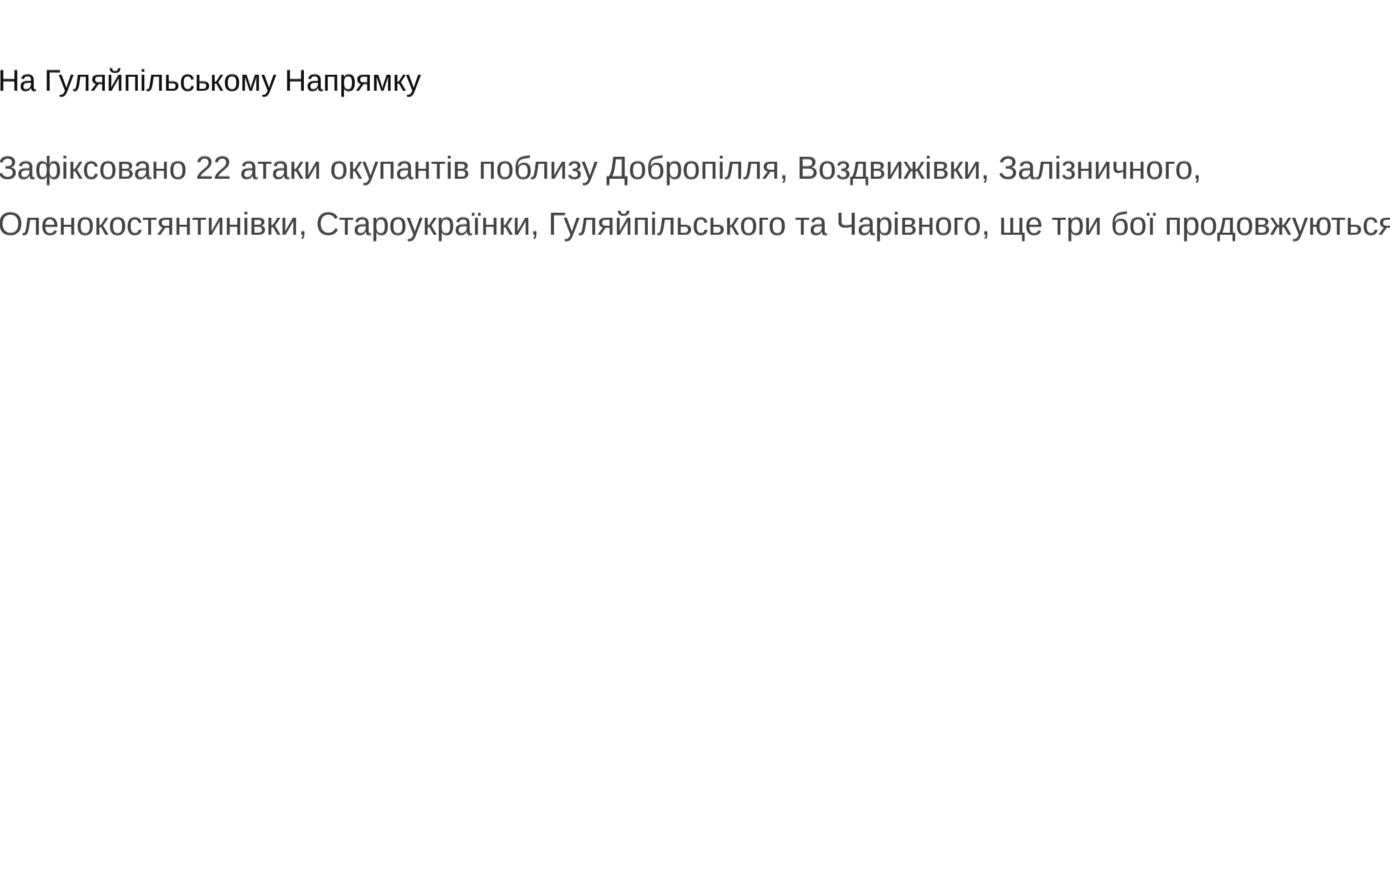 На Гуляйпільському Напрямку
Зафіксовано 22 атаки окупантів поблизу Добропілля, Воздвижівки, Залізничного,
Оленокостянтинівки, Староукраїнки, Гуляйпільського та Чарівного, ще три бої продовжуються